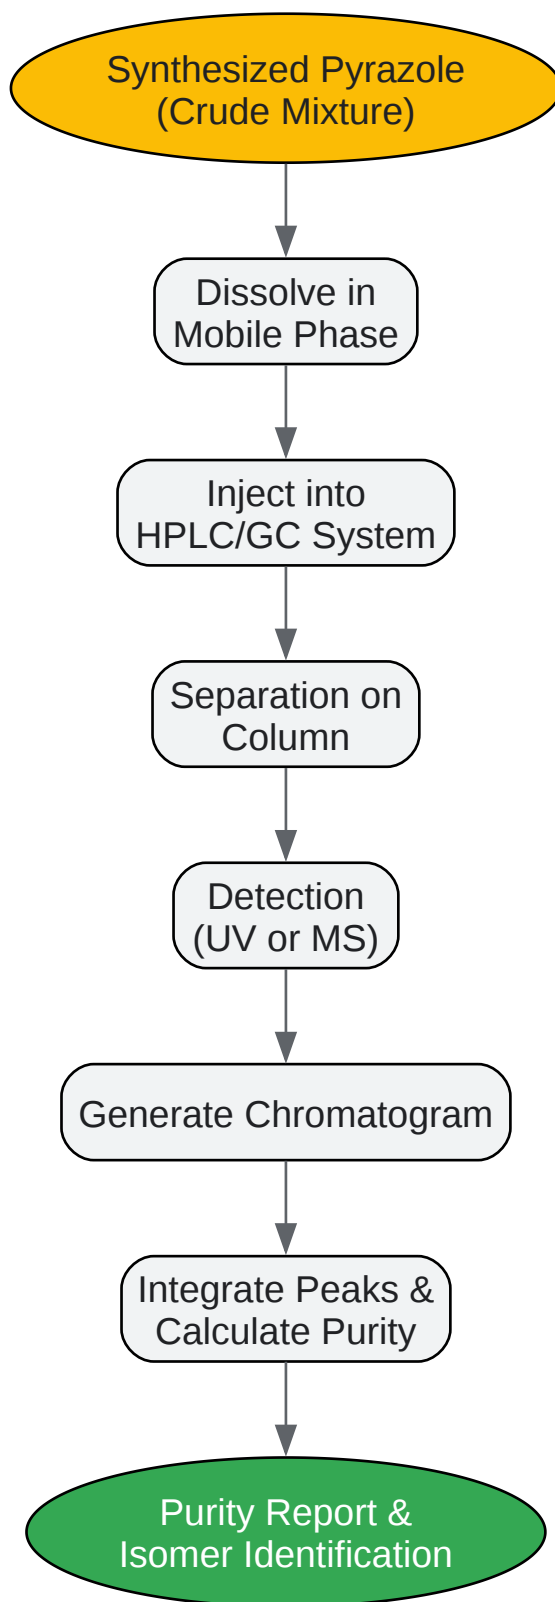 Synthesized Pyrazole
(Crude Mixture)
Dissolve in
Mobile Phase
Inject into
HPLC/GC System
Separation on
Column
Detection
(UV or MS)
Generate Chromatogram
Integrate Peaks &
Calculate Purity
Purity Report &
Isomer Identification